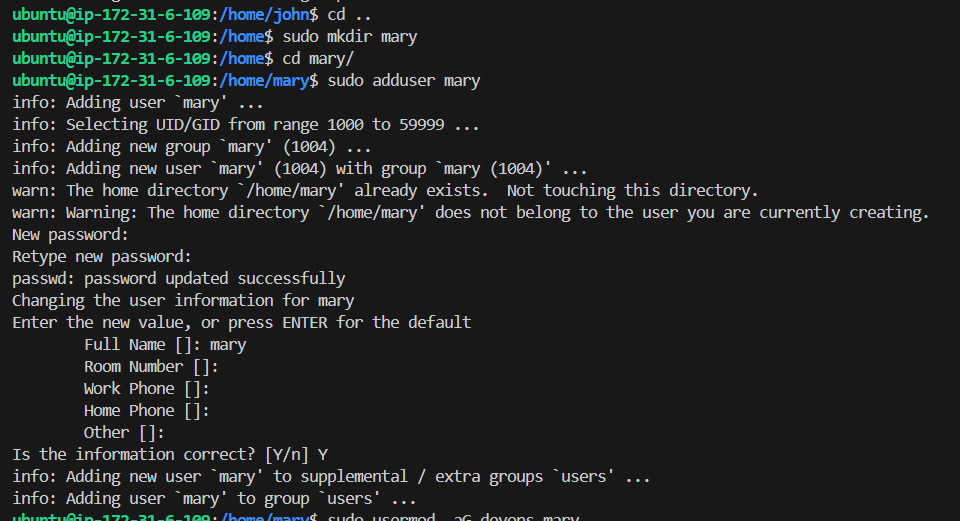 ubuntu@ip-172-31-6-109:/home/john$ cd ..
ubuntu@ip-172-31-6-109:/home$ sudo mkdir mary
ubuntu@ip-172-31-6-109:/home$ cd mary/
ubuntu@ip-172-31-6-109:/home/mary$ sudo adduser mary
info: Adding user `mary' ...
info: Selecting UID/GID from range 1000 to 59999 ...
info: Adding new group `mary' (1004) ...
info: Adding new user `mary' (1004) with group `mary (1004)' ...
warn: The home directory `/home/mary' already exists.  Not touching this directory.
warn: Warning: The home directory `/home/mary' does not belong to the user you are currently creating.
New password:
Retype new password:
passwd: password updated successfully
Changing the user information for mary
Enter the new value, or press ENTER for the default
        Full Name []: mary
        Room Number []:
        Work Phone []:
        Home Phone []:
        Other []:
Is the information correct? [Y/n] Y
info: Adding new user `mary' to supplemental / extra groups `users' ...
info: Adding user `mary' to group `users' ...
ubuntu@ip-172-31-6-109:/home/mary$ sudo usermod -aG devops mary